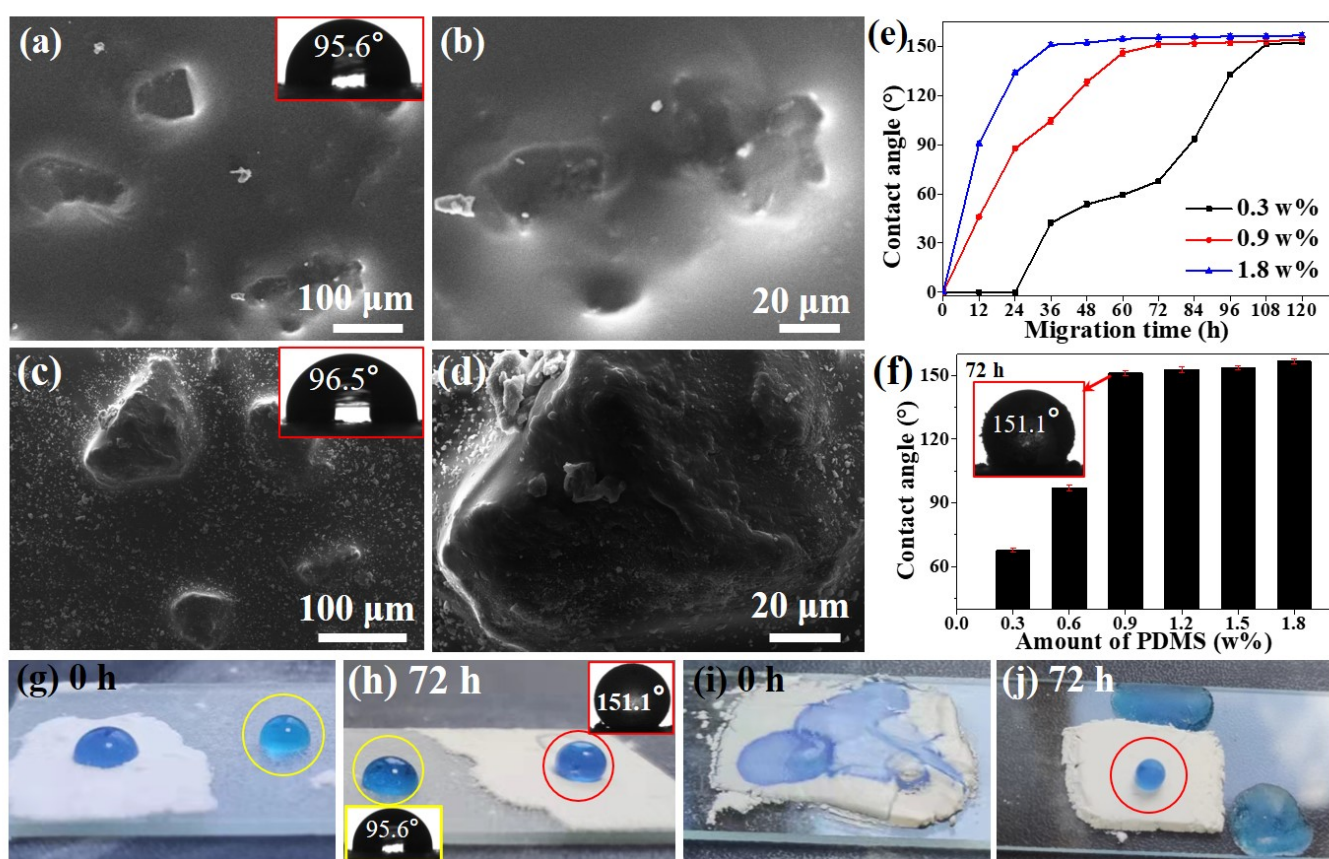 (a)
95.6°
100 μm
(b)
20 μm
(c)
96.5°
100 μm
(d)
20 μm
(e)
Contact angle (°)
150
120
90
60
30
0
0 12 24 36 48 60 72 84 96 108 120
Migration time (h)
0.3 w%
0.9 w%
1.8 w%
(f)
72 h
151.1°
Contact angle (°)
150
120
90
60
0.0 0.3 0.6 0.9 1.2 1.5 1.8
Amount of PDMS (w%)
(g) 0 h
(h) 72 h
151.1°
95.6°
(i) 0 h
(j) 72 h